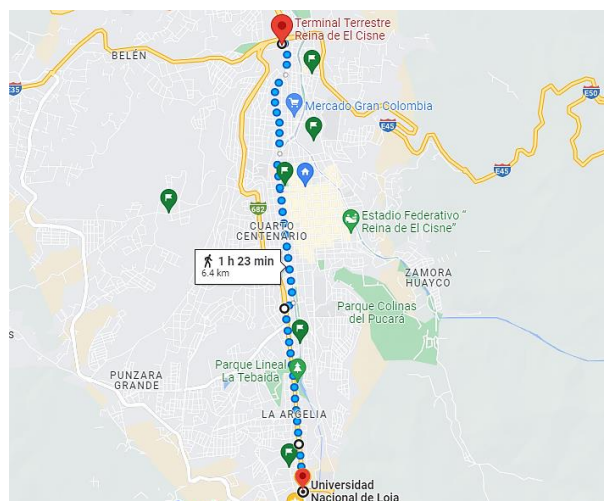 Terminal Terrestre
Reina de El Cisne
BELÉN
E35
Mercado Gran Colombia
E45
E50
E45
682
CUARTO
CENTENARIO
Estadio Federativo "
Reina de El Cisne"
1 h 23 min
6.4 km
ZAMORA
HUAYCO
Parque Colinas
del Pucará
Parque Lineal
La Tebaida
PUNZARA
GRANDE
LA ARGELIA
Universidad
Nacional de Loja